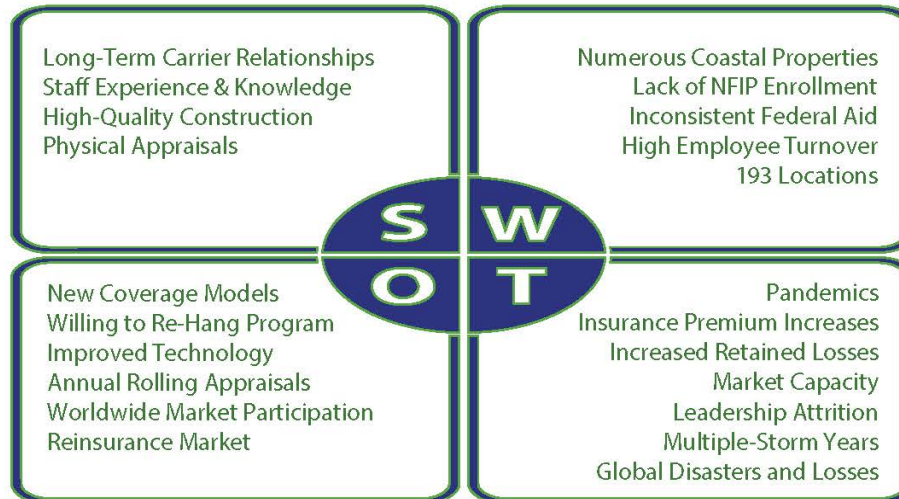 Long-Term Carrier Relationships
Staff Experience & Knowledge
High-Quality Construction
Physical Appraisals
Numerous Coastal Properties
Lack of NFIP Enrollment
Inconsistent Federal Aid
High Employee Turnover
193 Locations
S W
O T
New Coverage Models
Willing to Re-Hang Program
Improved Technology
Annual Rolling Appraisals
Worldwide Market Participation
Reinsurance Market
Pandemics
Insurance Premium Increases
Increased Retained Losses
Market Capacity
Leadership Attrition
Multiple-Storm Years
Global Disasters and Losses